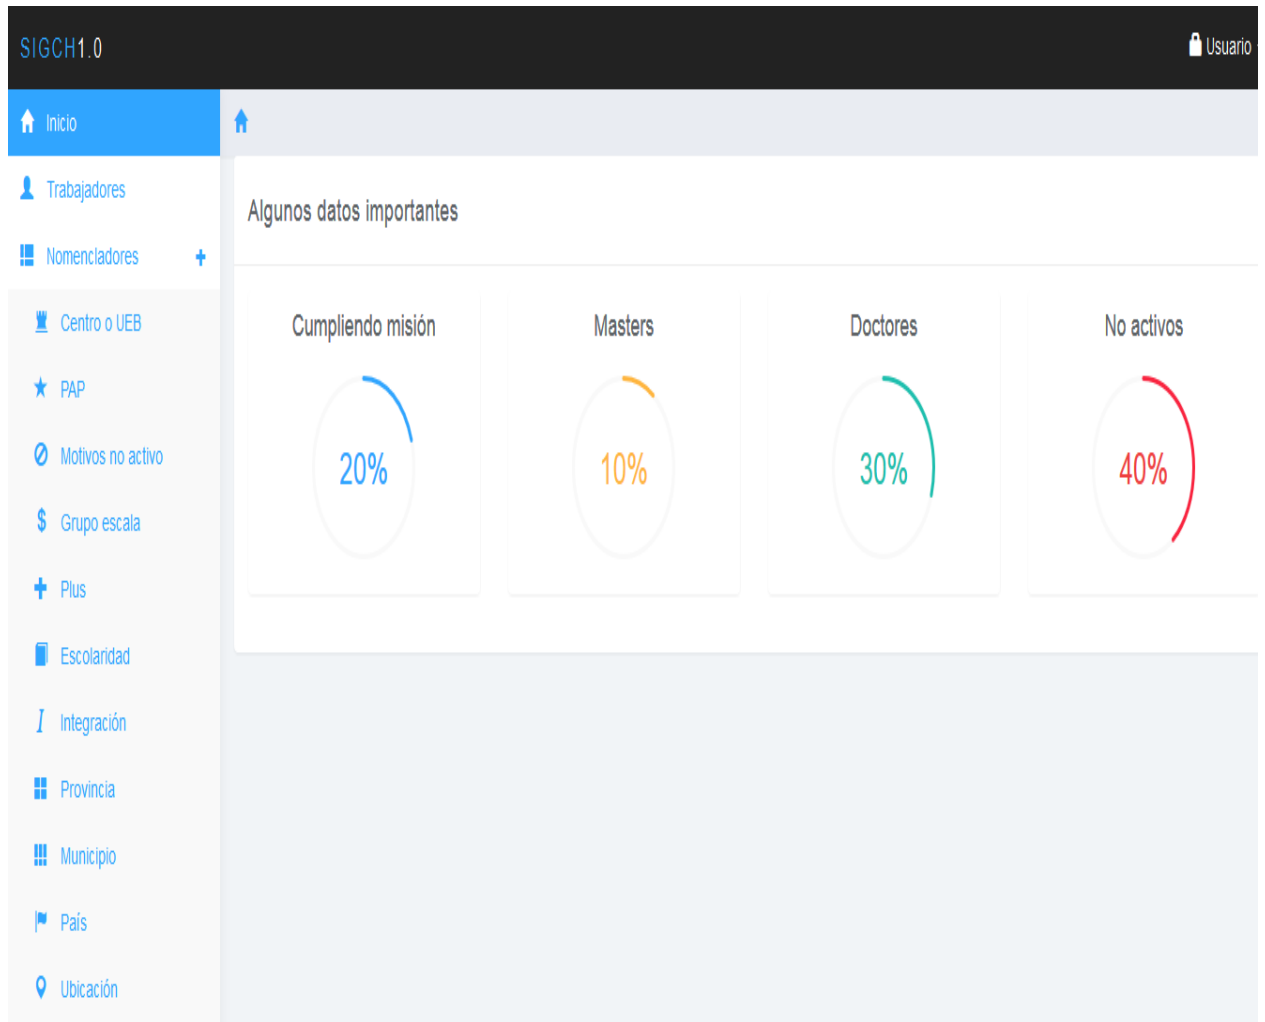 SIGCH1.0
Usuario
Inicio
Trabajadores
Nomencladores
Centro o UEB
PAP
Motivos no activo
Grupo escala
Plus
Escolaridad
Integración
Provincia
Municipio
País
Ubicación
Algunos datos importantes
Cumpliendo misión
20%
Masters
10%
Doctores
30%
No activos
40%